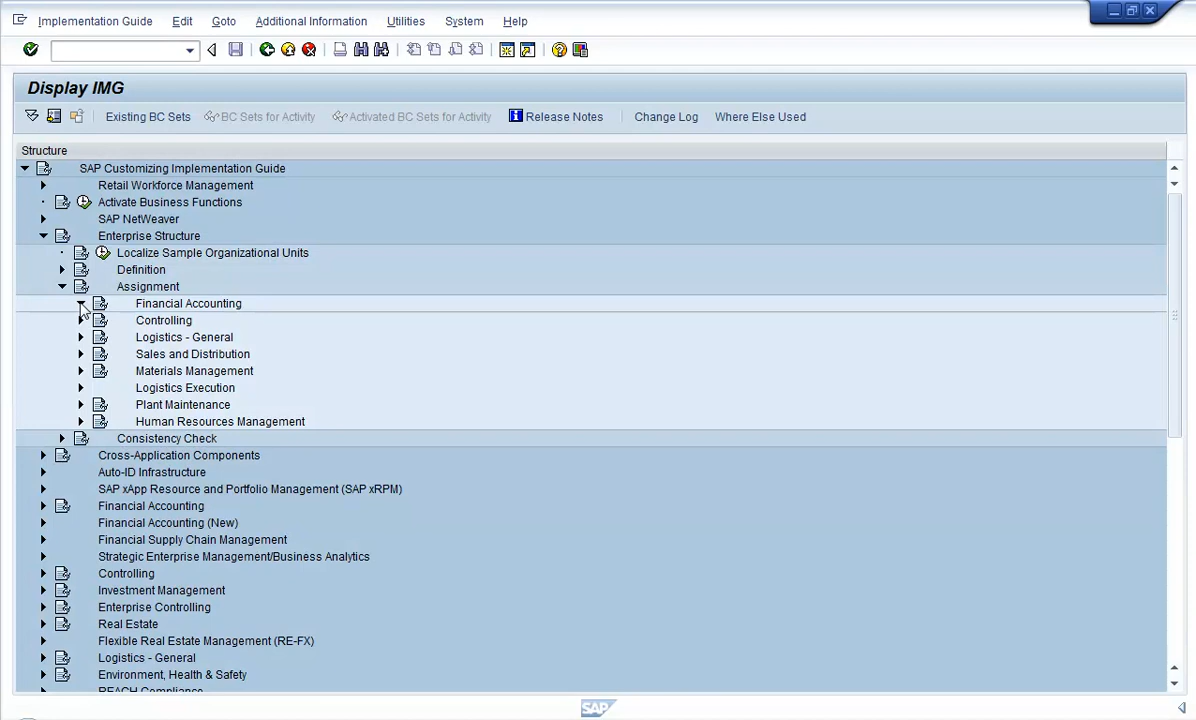 Implementation Guide Edit Goto Additional Information Utilities System Help
Display IMG
Existing BC Sets BC Sets for Activity Activated BC Sets for Activity Release Notes Change Log Where Else Used
Structure
SAP Customizing Implementation Guide
Retail Workforce Management
Activate Business Functions
SAP NetWeaver
Enterprise Structure
Localize Sample Organizational Units
Definition
Assignment
Financial Accounting
Controlling
Logistics - General
Sales and Distribution
Materials Management
Logistics Execution
Plant Maintenance
Human Resources Management
Consistency Check
Cross-Application Components
Auto-ID Infrastructure
SAP xApp Resource and Portfolio Management (SAP xRPM)
Financial Accounting
Financial Accounting (New)
Financial Supply Chain Management
Strategic Enterprise Management/Business Analytics
Controlling
Investment Management
Enterprise Controlling
Real Estate
Flexible Real Estate Management (RE-FX)
Logistics - General
Environment, Health & Safety
REACH Compliance
SAP